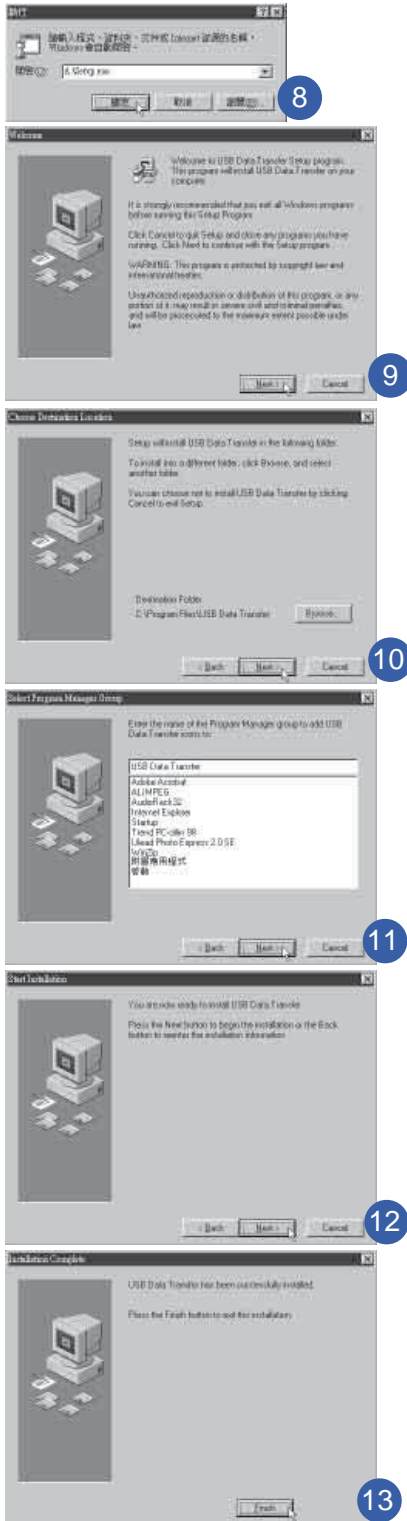 執行
請輸入程式、資料夾、文件或 Internet 資源的名稱，
Windows 會自動開啟。
開啟(O):
確定
取消
瀏覽(B)...
8
Welcome
Welcome to USB Data Transfer Setup program.
This program will install USB Data Transfer on your
computer.
It is strongly recommended that you exit all Windows programs
before running this Setup Program.
Click Cancel to quit Setup and close any programs you have
running. Click Next to continue with the Setup program.
WARNING: This program is protected by copyright law and
international treaties.
Unauthorized reproduction or distribution of this program, or any
portion of it, may result in severe civil and criminal penalties,
and will be prosecuted to the maximum extent possible under
law.
Next >
Cancel
9
Choose Destination Location
Setup will install USB Data Transfer in the following folder.
To install into a different folder, click Browse, and select
another folder.
You can choose not to install USB Data Transfer by clicking
Cancel to exit Setup.
Destination Folder
C:\Program Files\USB Data Transfer
Browse...
< Back
Next >
Cancel
10
Select Program Manager Group
Enter the name of the Program Manager group to add USB
Data Transfer icons to:
USB Data Transfer
Adobe Acrobat
ALiMPEG
AudioRack32
Internet Explorer
Startup
Trend PC-cillin 98
Ulead Photo Express 2.0 SE
WinZip
附屬應用程式
啟動
< Back
Next >
Cancel
11
Start Installation
You are now ready to install USB Data Transfer.
Press the Next button to begin the installation or the Back
button to reenter the installation information.
< Back
Next >
Cancel
12
Installation Complete
USB Data Transfer has been successfully installed.
Press the Finish button to exit this installation.
Finish
13